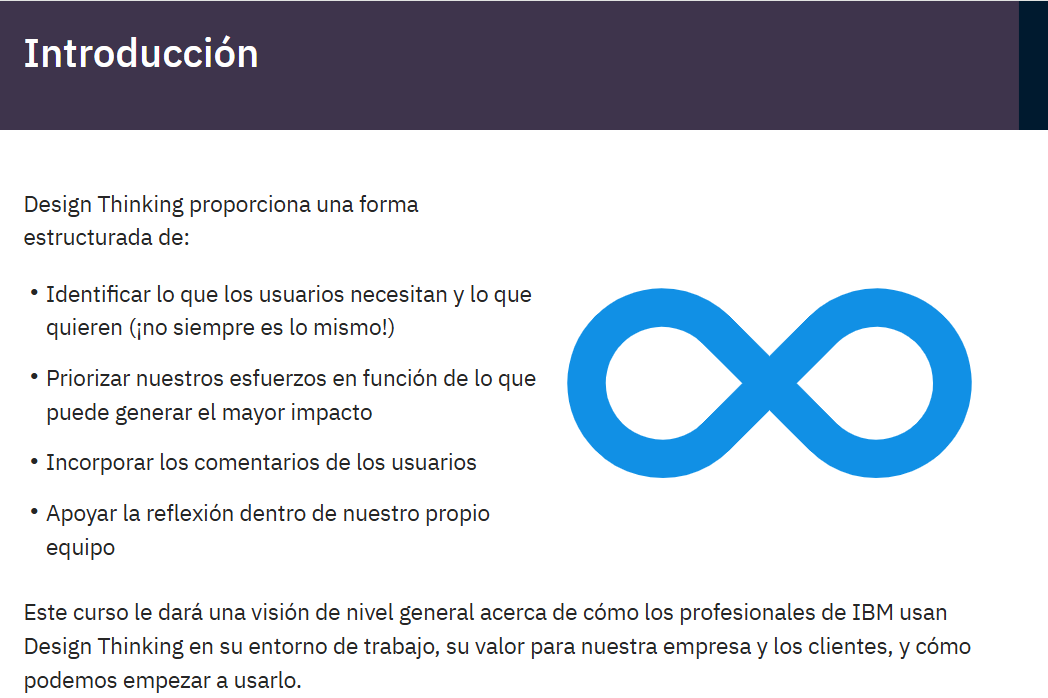 Introducción
Design Thinking proporciona una forma
estructurada de:
• Identificar lo que los usuarios necesitan y lo que
quieren (¡no siempre es lo mismo!)
• Priorizar nuestros esfuerzos en función de lo que
puede generar el mayor impacto
• Incorporar los comentarios de los usuarios
• Apoyar la reflexión dentro de nuestro propio
equipo
Este curso le dará una visión de nivel general acerca de cómo los profesionales de IBM usan
Design Thinking en su entorno de trabajo, su valor para nuestra empresa y los clientes, y cómo
podemos empezar a usarlo.